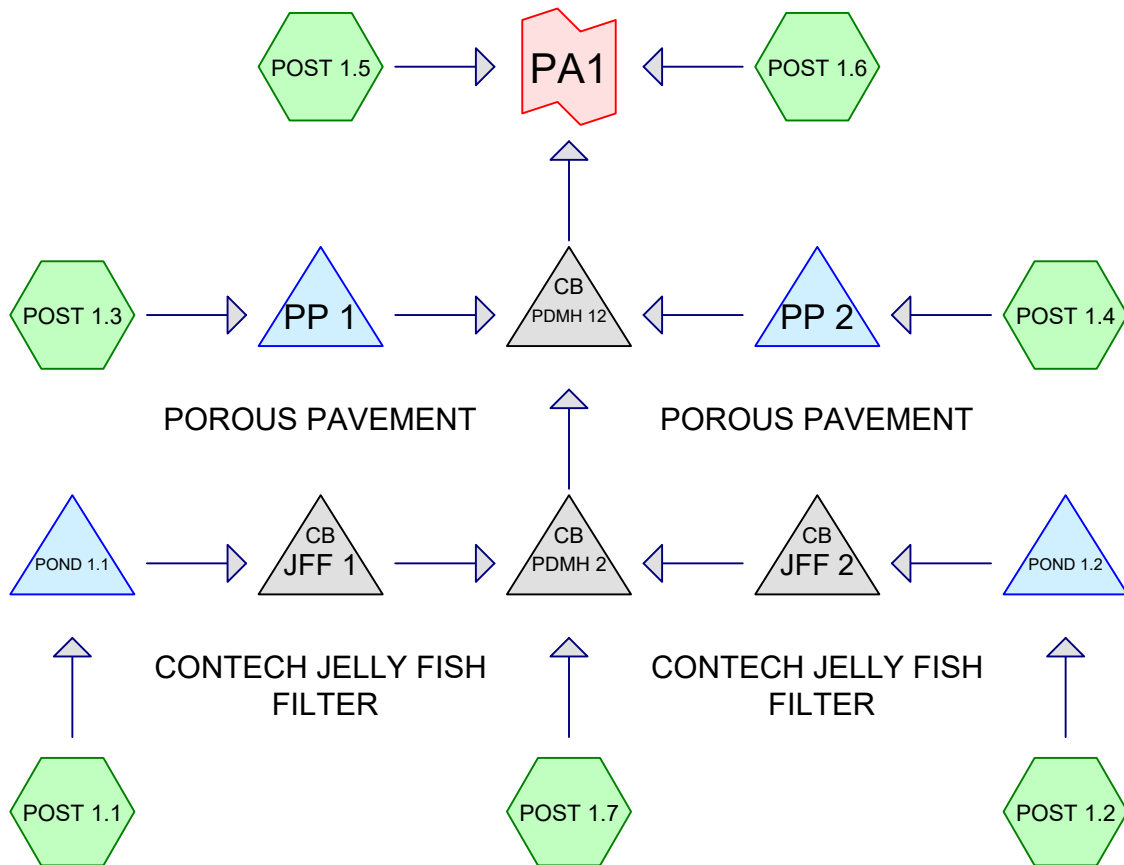 POST 1.5
PA1
POST 1.6
POST 1.3
PP 1
CB
PDMH 12
PP 2
POST 1.4
POROUS PAVEMENT
POROUS PAVEMENT
POND 1.1
CB
JFF 1
CB
PDMH 2
CB
JFF 2
POND 1.2
CONTECH JELLY FISH
FILTER
CONTECH JELLY FISH
FILTER
POST 1.1
POST 1.7
POST 1.2